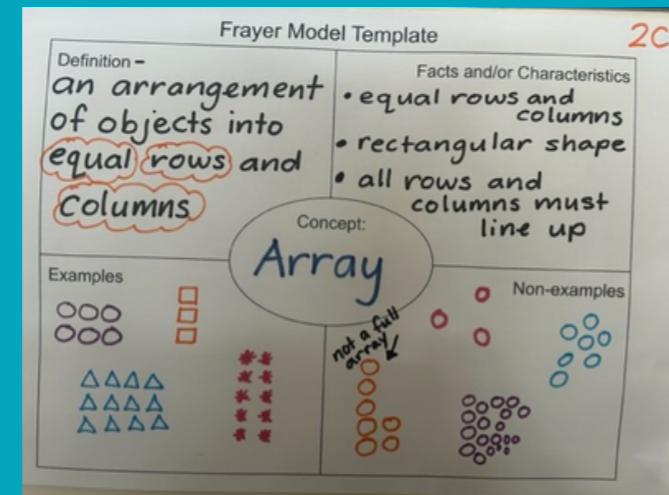 Frayer Model Template
2C
Definition -
an arrangement
of objects into
equal rows and
columns
Facts and/or Characteristics
• equal rows and
columns
• rectangular shape
• all rows and
columns must
line up
Concept:
Array
Examples
Non-examples
not a full
array